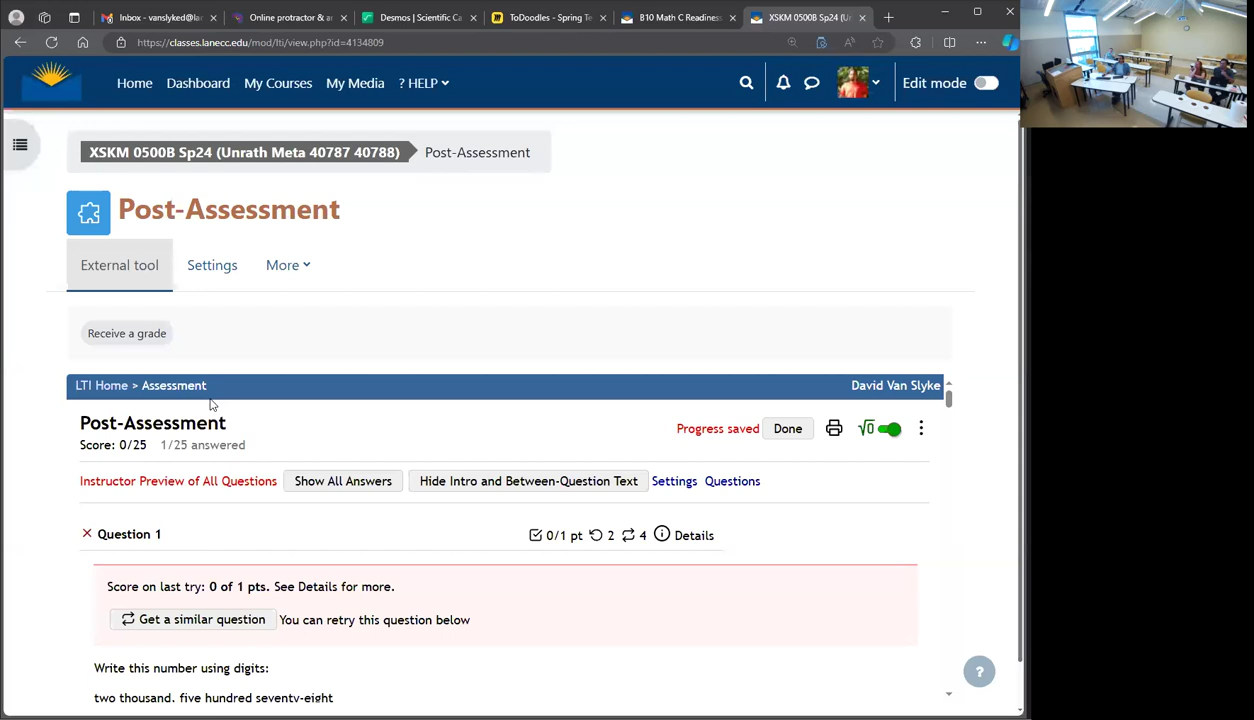 Inbox - vanslyked@la
Online protractor & a
Desmos | Scientific Ca
ToDoodles - Spring Te
B10 Math C Readiness
XSKM 0500B Sp24 (U
https://classes.lanecc.edu/mod/lti/view.php?id=4134809
Home Dashboard My Courses My Media ? HELP Edit mode
XSKM 0500B Sp24 (Unrath Meta 40787 40788) Post-Assessment
Post-Assessment
External tool Settings More
Receive a grade
LTI Home > Assessment David Van Slyke
Post-Assessment
Progress saved Done √0
Score: 0/25 1/25 answered
Instructor Preview of All Questions Show All Answers Hide Intro and Between-Question Text Settings Questions
Question 1 0/1 pt 2 4 Details
Score on last try: 0 of 1 pts. See Details for more.
Get a similar question You can retry this question below
Write this number using digits:
two thousand, five hundred seventy-eight
?